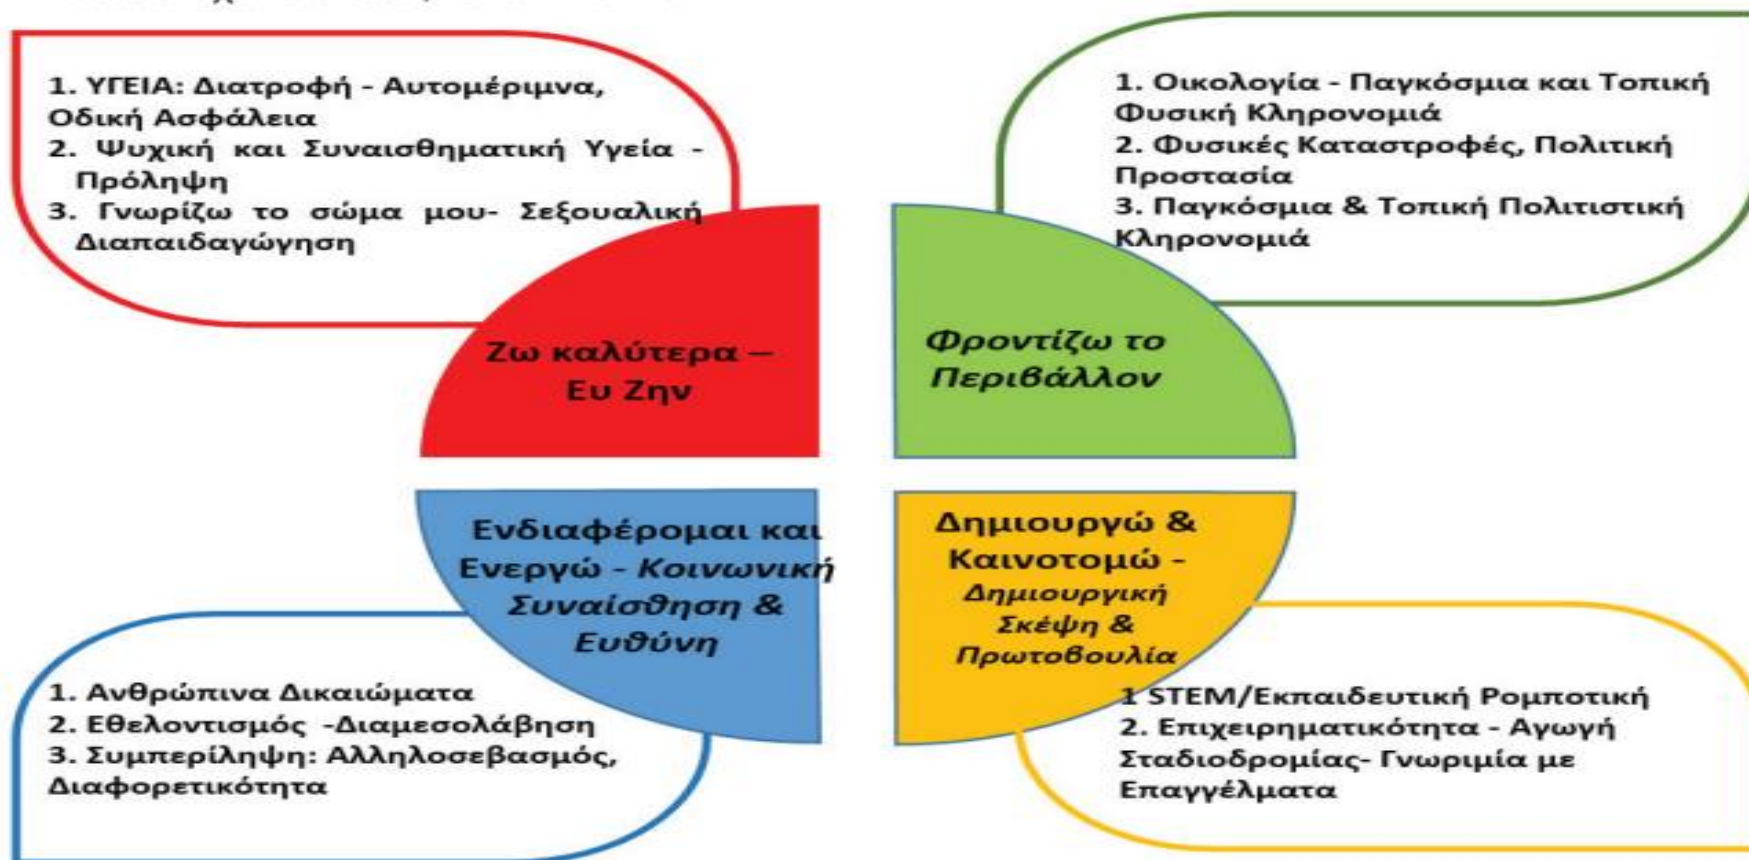 1. ΥΓΕΙΑ: Διατροφή - Αυτομέριμνα,
Οδική Ασφάλεια
2. Ψυχική και Συναισθηματική Υγεία -
Πρόληψη
3. Γνωρίζω το σώμα μου- Σεξουαλική
Διαπαιδαγώγηση
1. Οικολογία - Παγκόσμια και Τοπική
Φυσική Κληρονομιά
2. Φυσικές Καταστροφές, Πολιτική
Προστασία
3. Παγκόσμια & Τοπική Πολιτιστική
Κληρονομιά
Ζω καλύτερα –
Ευ Ζην
Φροντίζω το
Περιβάλλον
Ενδιαφέρομαι και
Ενεργώ - Κοινωνική
Συναίσθηση &
Ευθύνη
Δημιουργώ &
Καινοτομώ -
Δημιουργική
Σκέψη &
Πρωτοβουλία
1. Ανθρώπινα Δικαιώματα
2. Εθελοντισμός -Διαμεσολάβηση
3. Συμπερίληψη: Αλληλοσεβασμός,
Διαφορετικότητα
1 STEM/Εκπαιδευτική Ρομποτική
2. Επιχειρηματικότητα - Αγωγή
Σταδιοδρομίας- Γνωριμία με
Επαγγέλματα